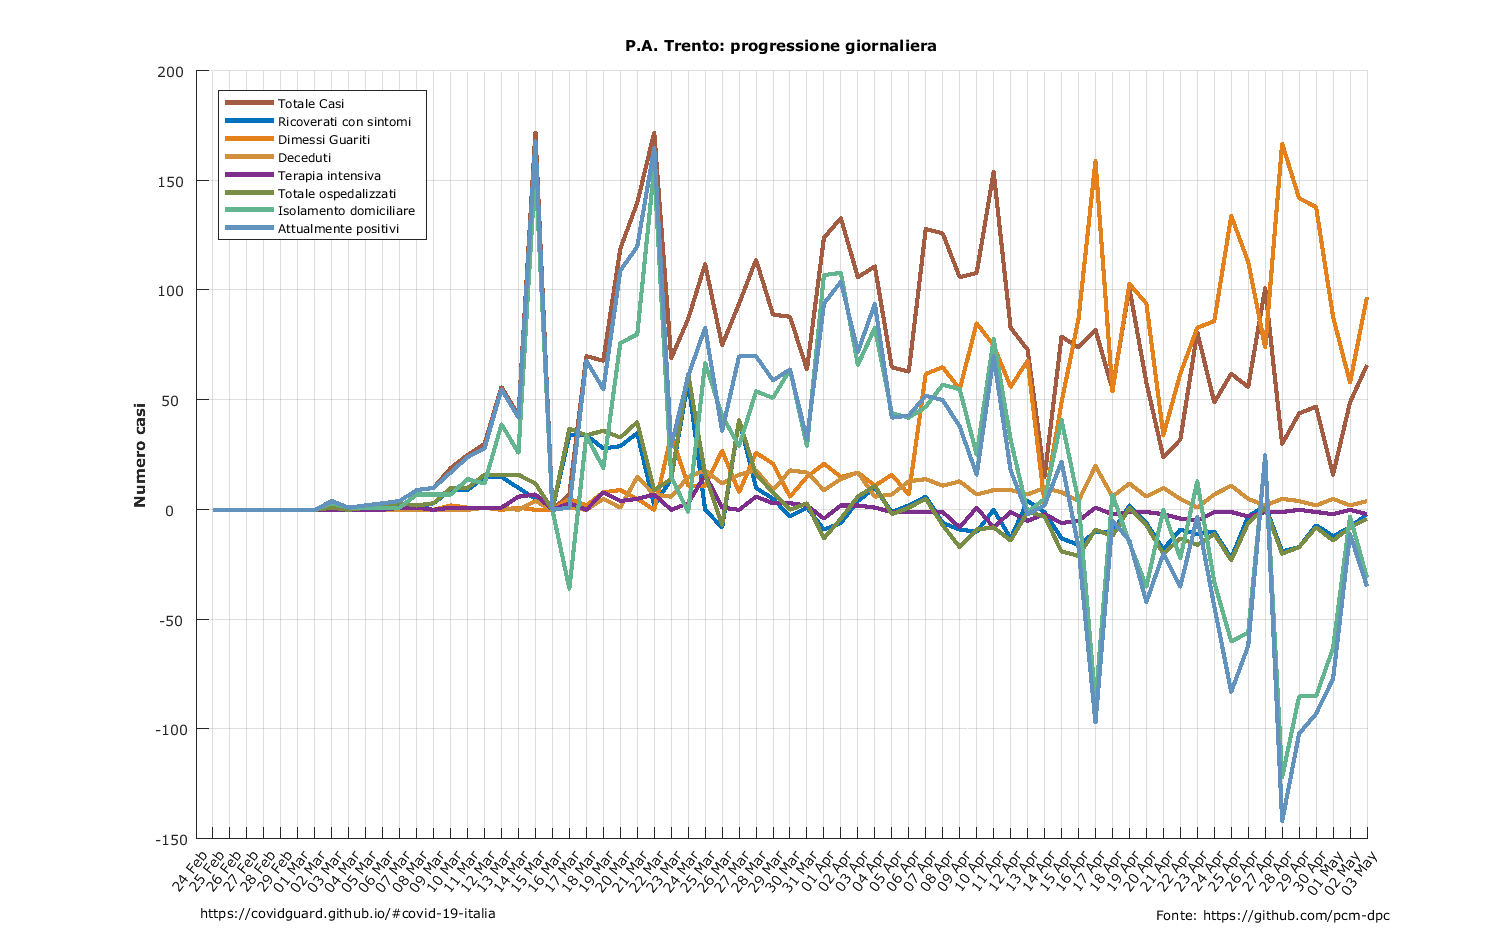 P.A. Trento: progressione giornaliera
200
150
100
50
0
-50
-100
-150
Numero casi
Totale Casi
Ricoverati con sintomi
Dimessi Guariti
Deceduti
Terapia intensiva
Totale ospedalizzati
Isolamento domiciliare
Attualmente positivi
24 Feb
25 Feb
26 Feb
27 Feb
28 Feb
29 Feb
01 Mar
02 Mar
03 Mar
04 Mar
05 Mar
06 Mar
07 Mar
08 Mar
09 Mar
10 Mar
11 Mar
12 Mar
13 Mar
14 Mar
15 Mar
16 Mar
17 Mar
18 Mar
19 Mar
20 Mar
21 Mar
22 Mar
23 Mar
24 Mar
25 Mar
26 Mar
27 Mar
28 Mar
29 Mar
30 Mar
31 Mar
01 Apr
02 Apr
03 Apr
04 Apr
05 Apr
06 Apr
07 Apr
08 Apr
09 Apr
10 Apr
11 Apr
12 Apr
13 Apr
14 Apr
15 Apr
16 Apr
17 Apr
18 Apr
19 Apr
20 Apr
21 Apr
22 Apr
23 Apr
24 Apr
25 Apr
26 Apr
27 Apr
28 Apr
29 Apr
30 Apr
01 May
02 May
03 May
https://covidguard.github.io/#covid-19-italia
Fonte: https://github.com/pcm-dpc